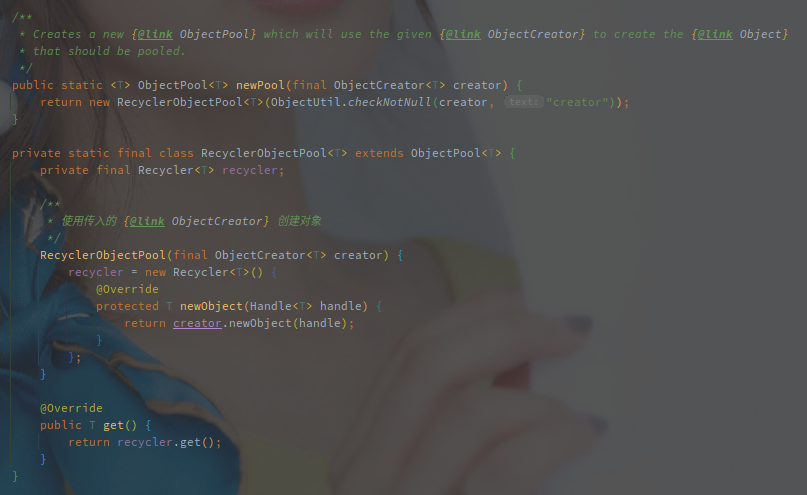 /**
 * Creates a new {@link ObjectPool} which will use the given {@link ObjectCreator} to create the {@link Object}
 * that should be pooled.
 */
public static <T> ObjectPool<T> newPool(final ObjectCreator<T> creator) {
    return new RecyclerObjectPool<T>(ObjectUtil.checkNotNull(creator, text: "creator"));
}

private static final class RecyclerObjectPool<T> extends ObjectPool<T> {
    private final Recycler<T> recycler;

    /**
     * 使用传入的 {@link ObjectCreator} 创建对象
     */
    RecyclerObjectPool(final ObjectCreator<T> creator) {
        recycler = new Recycler<T>() {
            @Override
            protected T newObject(Handle<T> handle) {
                return creator.newObject(handle);
            }
        };
    }

    @Override
    public T get() {
        return recycler.get();
    }
}